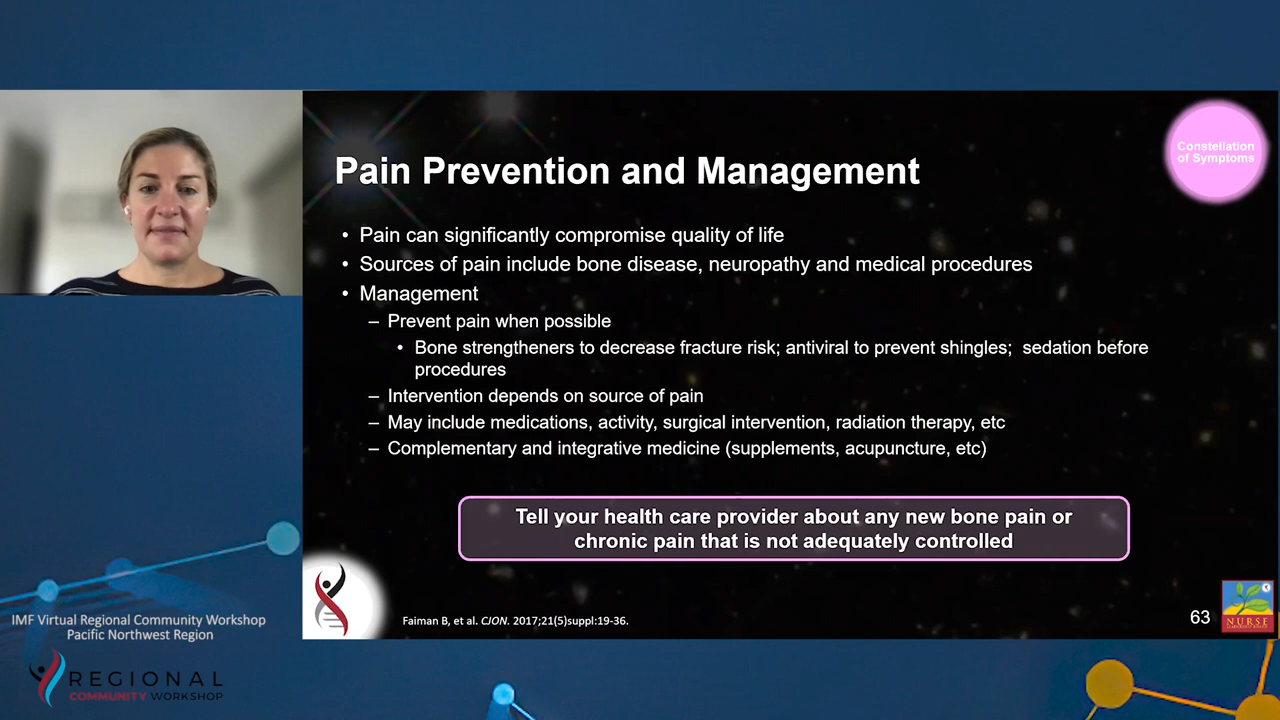 Constellation
of Symptoms
Pain Prevention and Management
• Pain can significantly compromise quality of life
• Sources of pain include bone disease, neuropathy and medical procedures
• Management
– Prevent pain when possible
• Bone strengtheners to decrease fracture risk; antiviral to prevent shingles; sedation before
procedures
– Intervention depends on source of pain
– May include medications, activity, surgical intervention, radiation therapy, etc
– Complementary and integrative medicine (supplements, acupuncture, etc)
Tell your health care provider about any new bone pain or
chronic pain that is not adequately controlled
Faiman B, et al. CJON. 2017;21(5)suppl:19-36.
63
NURSE
IMF Virtual Regional Community Workshop
Pacific Northwest Region
REGIONAL
COMMUNITY WORKSHOP